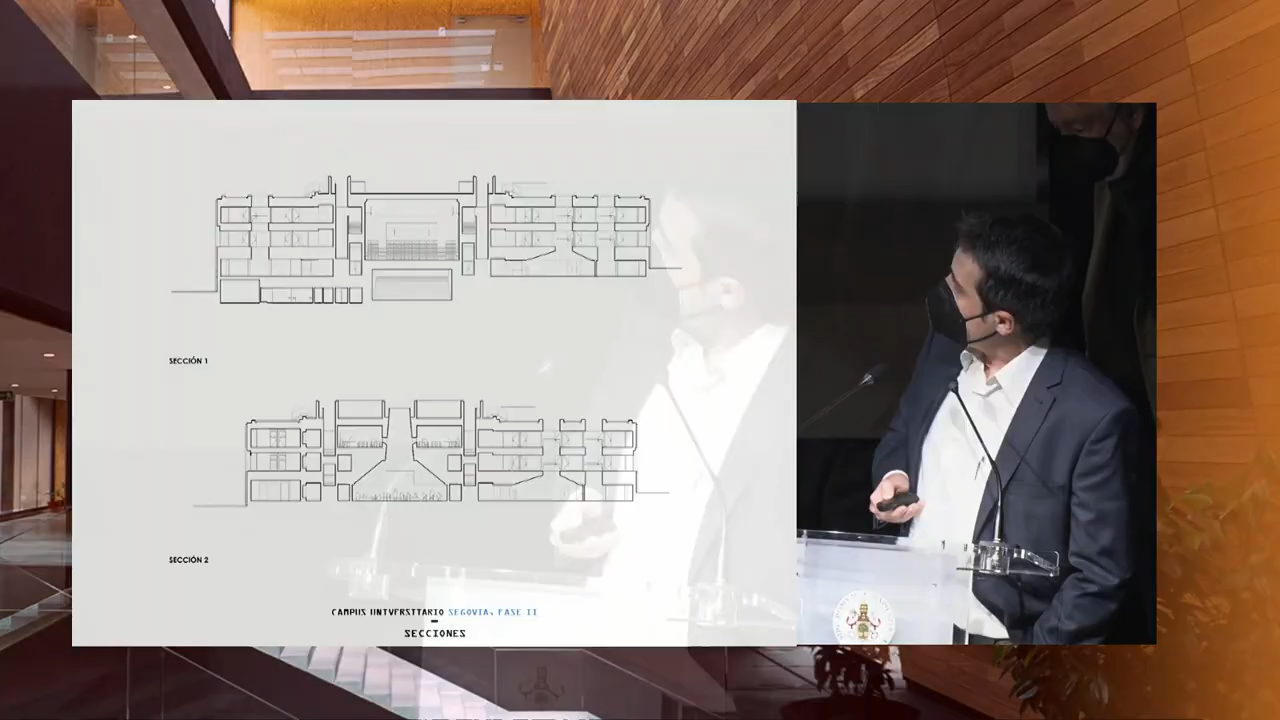 SECCIÓN 1
SECCIÓN 2
CAMPUS UNIVERSITARIO SEGOVIA, FASE II
SECCIONES